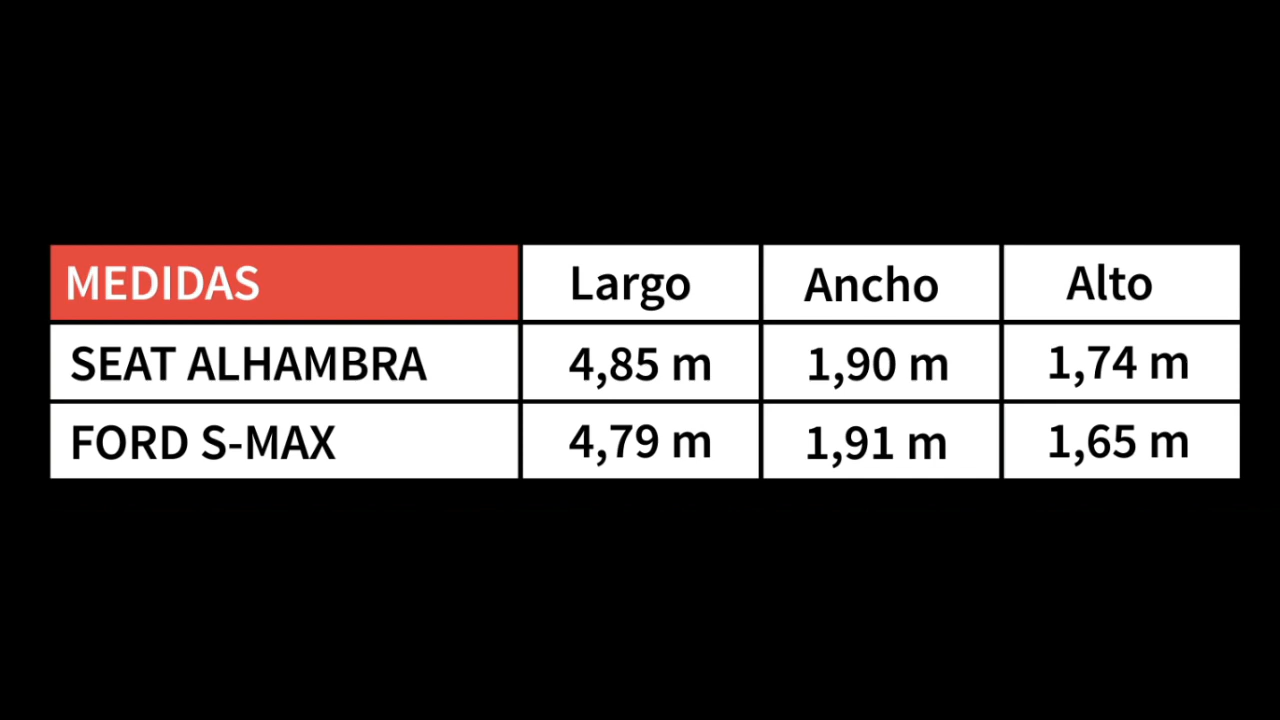 MEDIDAS Largo Ancho Alto
SEAT ALHAMBRA 4,85 m 1,90 m 1,74 m
FORD S-MAX 4,79 m 1,91 m 1,65 m